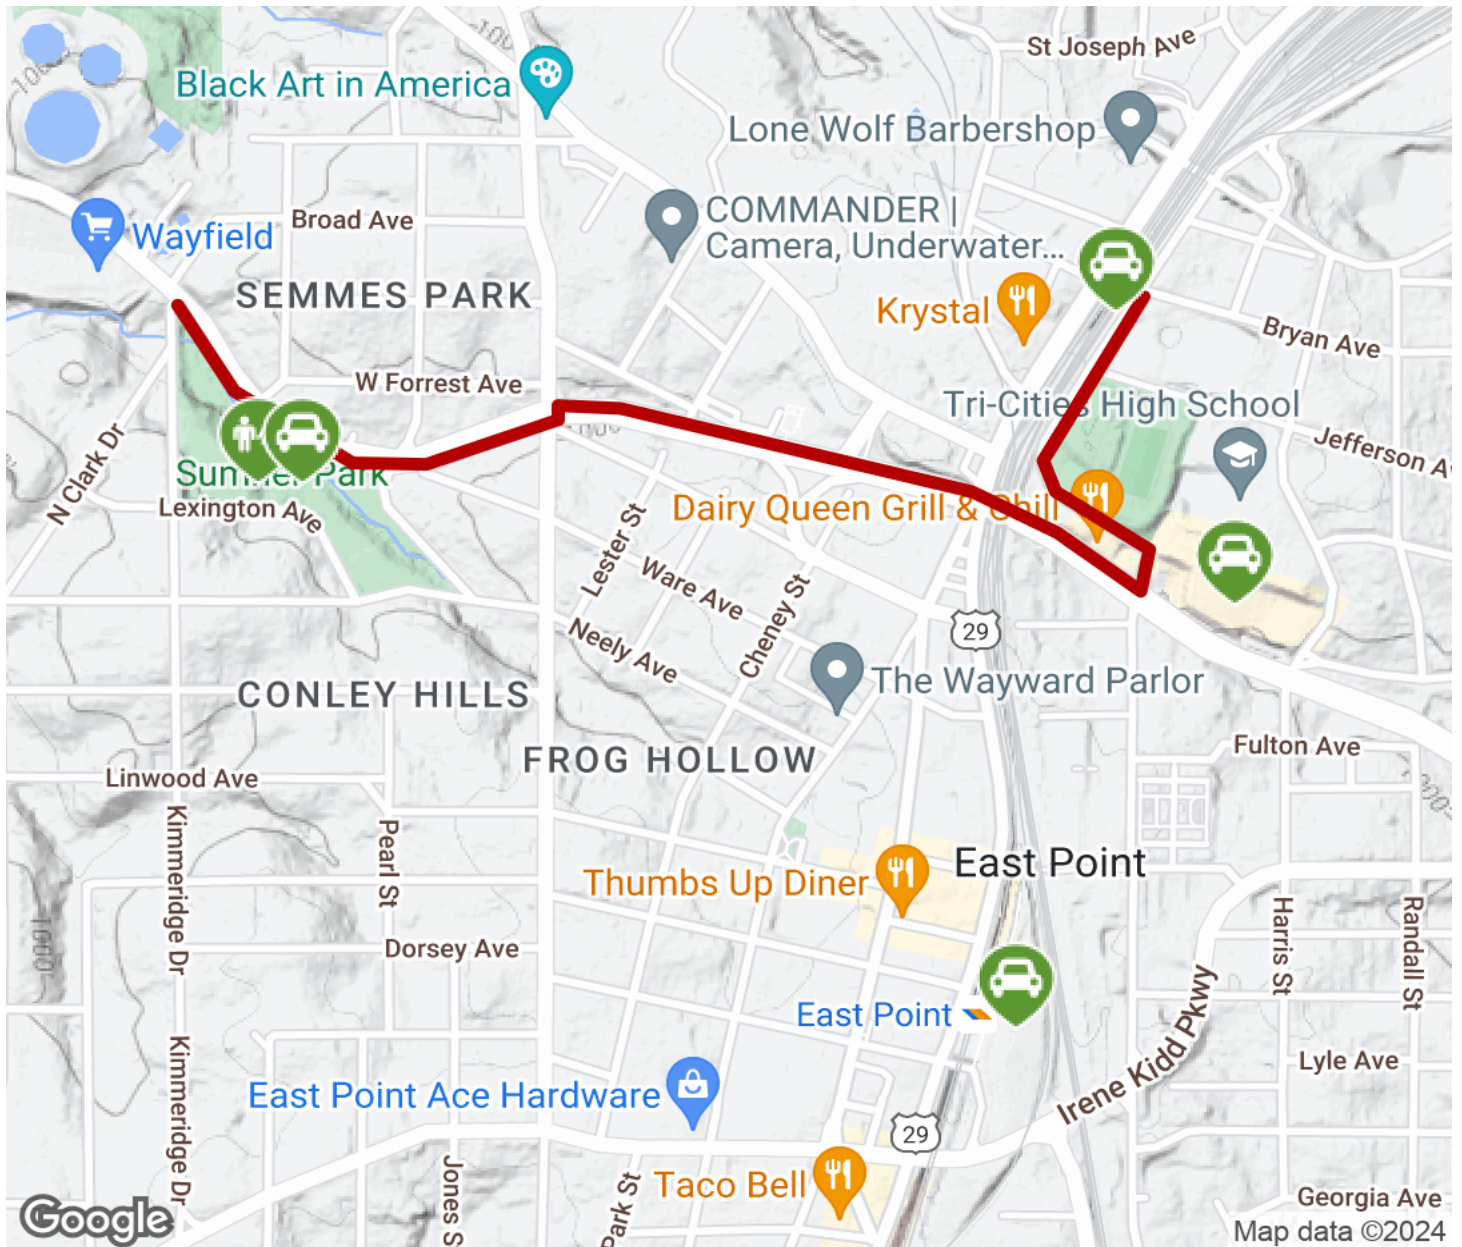 St Joseph Ave
Black Art in America
Lone Wolf Barbershop
Broad Ave
COMMANDER |
Camera, Underwater...
Wayfield
SEMMES PARK
Krystal
Bryan Ave
W Forrest Ave
Tri-Cities High School
Jefferson Av
N Clark Dr
Sumner Park
Lexington Ave
Dairy Queen Grill & Chill
Lester St
Ware Ave
Cheney St
Neely Ave
29
The Wayward Parlor
CONLEY HILLS
FROG HOLLOW
Fulton Ave
Linwood Ave
Kimmeridge Dr
Pearl St
Thumbs Up Diner
East Point
Harris St
Randall St
1000
Dorsey Ave
East Point
Irene Kidd Pkwy
Kimmeridge Dr
Lyle Ave
East Point Ace Hardware
29
Jones S
Park St
Taco Bell
Georgia Ave
Google
Map data ©2024